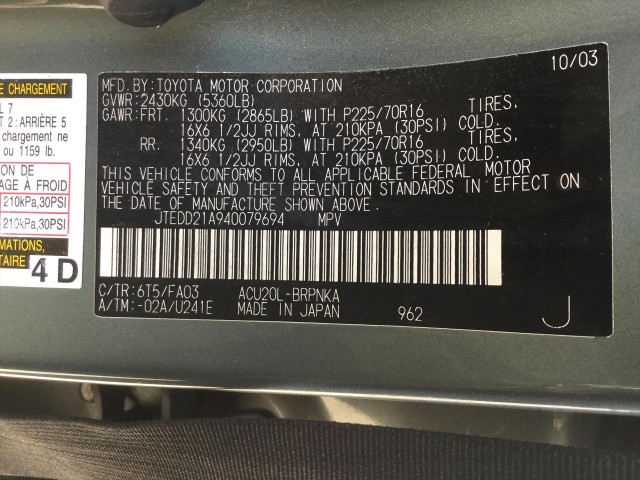 E CHARGEMENT
L 7
T 2: ARRIÈRE 5
chargement ne
ou 1159 lb.
ION DE
AGE À FROID
210kPa,30PSI
210kPa,30PSI
MATIONS,
TAIRE
4 D
10/03
MFD.BY:TOYOTA MOTOR CORPORATION
GVWR:2430KG (5360LB)
GAWR:FRT. 1300KG (2865LB) WITH P225/70R16 TIRES,
16X6 1/2JJ RIMS, AT 210KPA (30PSI) COLD.
RR. 1340KG (2950LB) WITH P225/70R16 TIRES,
16X6 1/2JJ RIMS, AT 210KPA (30PSI) COLD.
THIS VEHICLE CONFORMS TO ALL APPLICABLE FEDERAL MOTOR
VEHICLE SAFETY AND THEFT PREVENTION STANDARDS IN EFFECT ON
THE DATE OF MANUFACTURE SHOWN ABOVE.
JTEDD21A940079694 MPV
C/TR:6T5/FA03 ACU20L-BRPNKA
A/TM:-02A/U241E MADE IN JAPAN 962 J